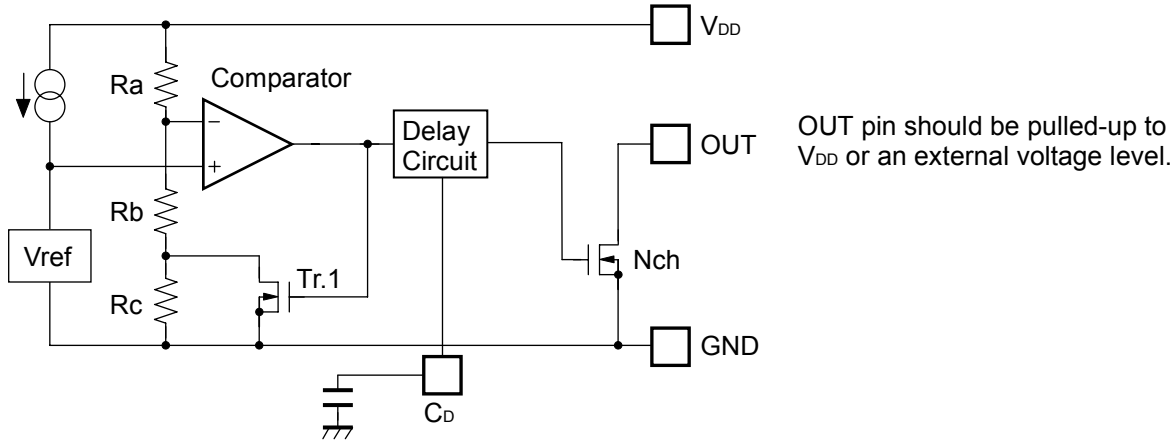 VDD
Ra
Comparator
−
+
Delay
Circuit
OUT
OUT pin should be pulled-up to
VDD or an external voltage level.
Rb
Vref
Tr.1
Nch
Rc
GND
CD